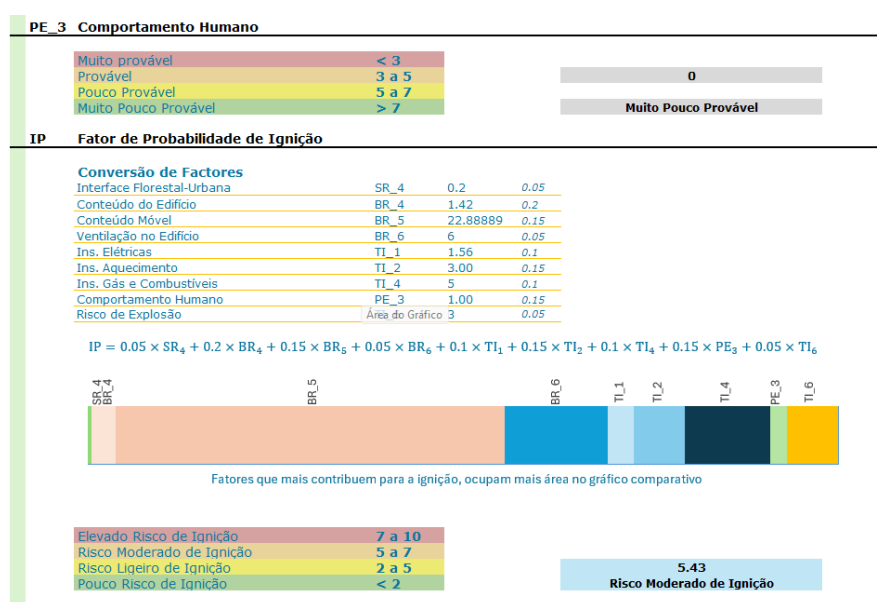 PE_3 Comportamento Humano
Muito provável < 3
Provável 3 a 5 0
Pouco Provável 5 a 7
Muito Pouco Provável > 7 Muito Pouco Provável
IP Fator de Probabilidade de Ignição
Conversão de Factores
Interface Florestal-Urbana SR_4 0.2 0.05
Conteúdo do Edifício BR_4 1.42 0.2
Conteúdo Móvel BR_5 22.88889 0.15
Ventilação no Edifício BR_6 6 0.05
Ins. Elétricas TI_1 1.56 0.1
Ins. Aquecimento TI_2 3.00 0.15
Ins. Gás e Combustíveis TI_4 5 0.1
Comportamento Humano PE_3 1.00 0.15
Risco de Explosão Área do Gráfico 3 0.05
IP = 0.05 × SR₄ + 0.2 × BR₄ + 0.15 × BR₅ + 0.05 × BR₆ + 0.1 × TI₁ + 0.15 × TI₂ + 0.1 × TI₄ + 0.15 × PE₃ + 0.05 × TI₆
SR_4 BR_4 BR_5 BR_6 TI_1 TI_2 TI_4 PE_3 TI_6
Fatores que mais contribuem para a ignição, ocupam mais área no gráfico comparativo
Elevado Risco de Ignição 7 a 10
Risco Moderado de Ignição 5 a 7
Risco Ligeiro de Ignição 2 a 5 5.43
Pouco Risco de Ignição < 2 Risco Moderado de Ignição